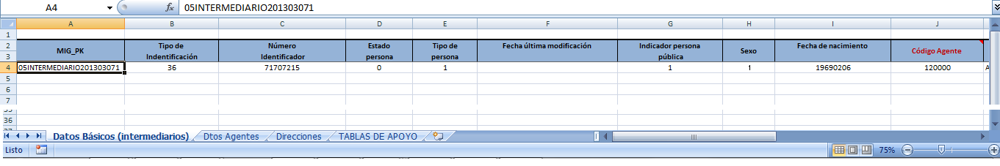 A4 fx 05INTERMEDIARIO201303071
A B C D E F G H I J
1
2 MIG_PK Tipo de Número Estado Tipo de Fecha última modificación Indicador persona Sexo Fecha de nacimiento Código Agente
3 Indentificación Identificador persona persona pública
4 05INTERMEDIARIO201303071 36 71707215 0 1 1 1 19690206 120000 A
5
6
7
35
36
37
Datos Básicos (intermediarios) Dtos Agentes Direcciones TABLAS DE APOYO
Listo 75%